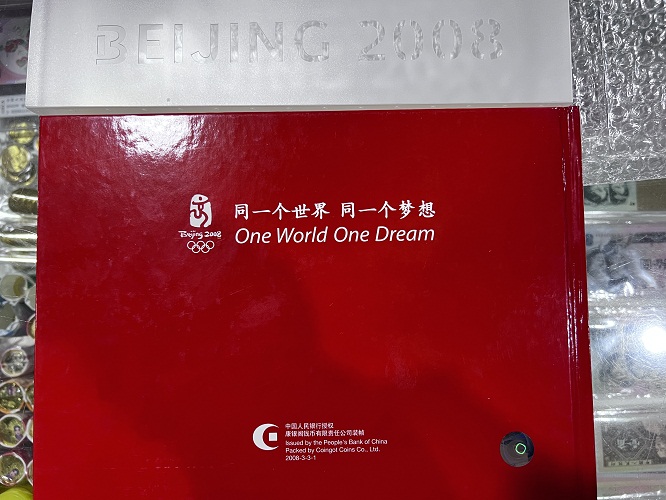 BEIJING 2008
同一个世界 同一个梦想
Beijing 2008
One World One Dream
中国人民银行授权
康银阁钱币有限责任公司装帧
Issued by the People's Bank of China
Packed by Coingot Coins Co., Ltd.
2008-3-3-1